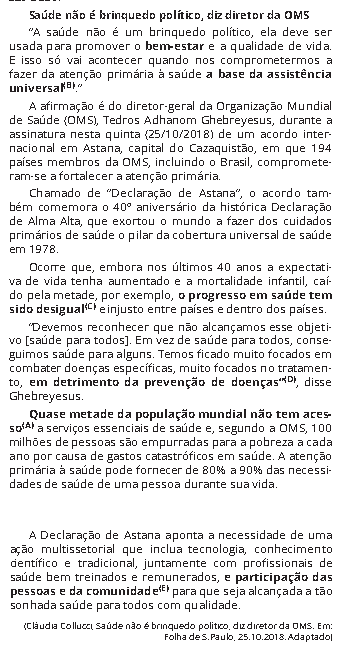 Saúde não é brinquedo político, diz diretor da OMS
“A saúde não é um brinquedo político, ela deve ser
usada para promover o bem-estar e a qualidade de vida.
E isso só vai acontecer quando nos comprometermos a
fazer da atenção primária à saúde a base da assistência
universal(B).”
A afirmação é do diretor-geral da Organização Mundial
de Saúde (OMS), Tedros Adhanom Ghebreyesus, durante a
assinatura nesta quinta (25/10/2018) de um acordo inter-
nacional em Astana, capital do Cazaquistão, em que 194
países membros da OMS, incluindo o Brasil, compromete-
ram-se a fortalecer a atenção primária.
Chamado de “Declaração de Astana”, o acordo tam-
bém comemora o 40º aniversário da histórica Declaração
de Alma Alta, que exortou o mundo a fazer dos cuidados
primários de saúde o pilar da cobertura universal de saúde
em 1978.
Ocorre que, embora nos últimos 40 anos a expectati-
va de vida tenha aumentado e a mortalidade infantil, caí-
do pela metade, por exemplo, o progresso em saúde tem
sido desigual(C) e injusto entre países e dentro dos países.
“Devemos reconhecer que não alcançamos esse objeti-
vo [saúde para todos]. Em vez de saúde para todos, conse-
guimos saúde para alguns. Temos ficado muito focados em
combater doenças específicas, muito focados no tratamen-
to, em detrimento da prevenção de doenças”(D), disse
Ghebreyesus.
Quase metade da população mundial não tem aces-
so(A) a serviços essenciais de saúde e, segundo a OMS, 100
milhões de pessoas são empurradas para a pobreza a cada
ano por causa de gastos catastróficos em saúde. A atenção
primária à saúde pode fornecer de 80% a 90% das necessi-
dades de saúde de uma pessoa durante sua vida.
A Declaração de Astana aponta a necessidade de uma
ação multissetorial que inclua tecnologia, conhecimento
científico e tradicional, juntamente com profissionais de
saúde bem treinados e remunerados, e participação das
pessoas e da comunidade(E) para que seja alcançada a tão
sonhada saúde para todos com qualidade.
(Cláudia Collucci, Saúde não é brinquedo político, diz diretor da OMS. Em:
Folha de S.Paulo, 25.10.2018. Adaptado)